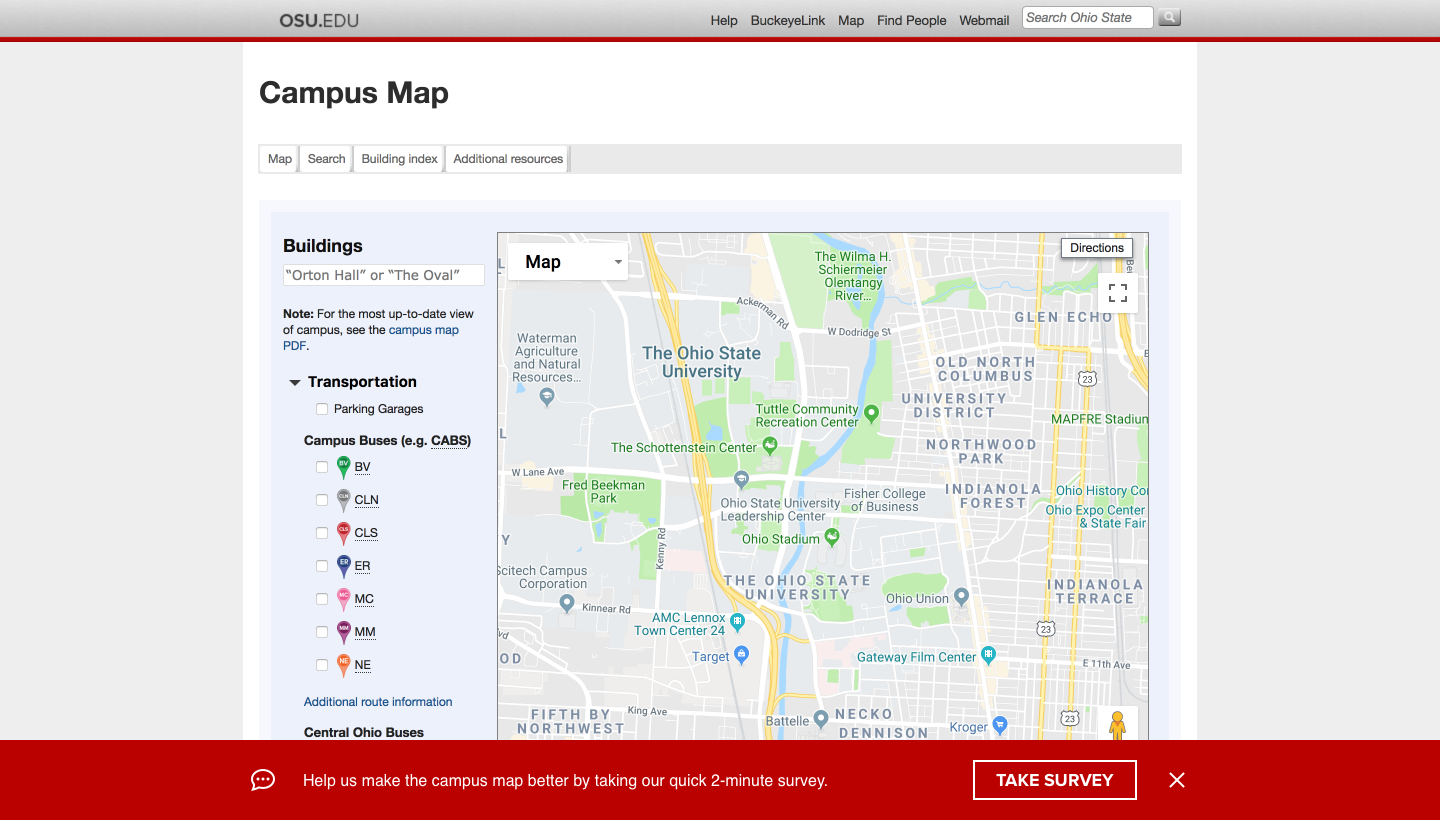 OSU.EDU
Help BuckeyeLink Map Find People Webmail Search Ohio State
Campus Map
Map Search Building index Additional resources
Buildings
“Orton Hall” or “The Oval”
Note: For the most up-to-date view
of campus, see the campus map
PDF.
Transportation
Parking Garages
Campus Buses (e.g. CABS)
BV BV
CLN CLN
CLS CLS
ER ER
MC MC
MM MM
NE NE
Additional route information
Central Ohio Buses
Map
Directions
The Wilma H.
Schiermeier
Olentangy
River...
Ackerman Rd
W Dodridge St
GLEN ECHO
Waterman
Agriculture
and Natural
Resources...
The Ohio State
University
OLD NORTH
COLUMBUS
23
UNIVERSITY
DISTRICT
Tuttle Community
Recreation Center
MAPFRE Stadium
The Schottenstein Center
NORTHWOOD
PARK
W Lane Ave
Fred Beekman
Park
Ohio State University
Leadership Center
Fisher College
of Business
INDIANOLA
FOREST
Ohio History Co
Ohio Expo Center
& State Fair
Ohio Stadium
Kenny Rd
Scitech Campus
Corporation
THE OHIO STATE
UNIVERSITY
Ohio Union
INDIANOLA
TERRACE
Kinnear Rd
AMC Lennox
Town Center 24
23
Target
Gateway Film Center
E 11th Ave
FIFTH BY
NORTHWEST
King Ave
Battelle
NECKO
DENNISON
Kroger
23
Help us make the campus map better by taking our quick 2-minute survey.
TAKE SURVEY